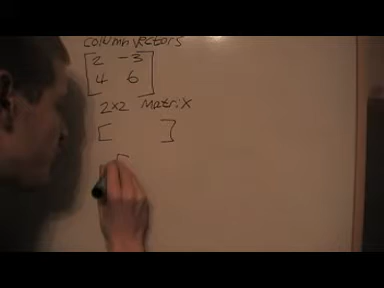 column vectors
[ 2 -3 ]
[ 4 6 ]
2x2 Matrix
[ ]
[